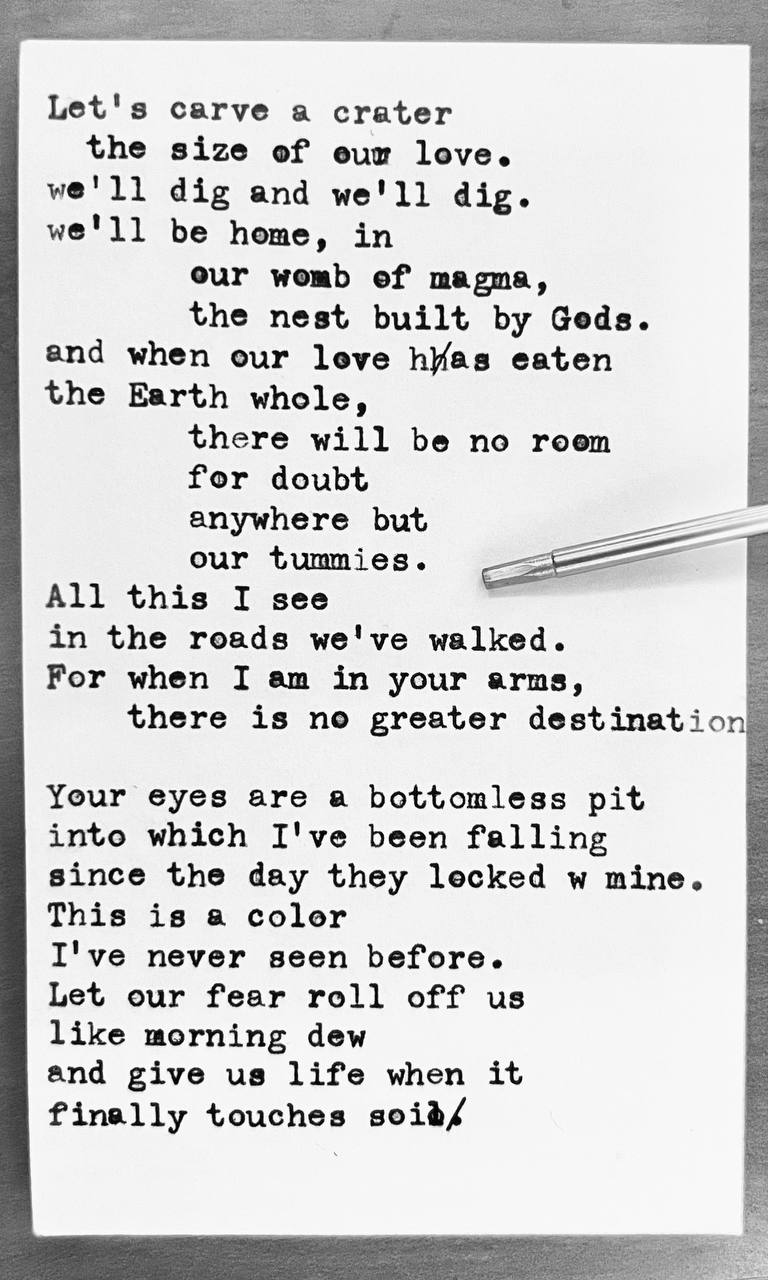 Let's carve a crater
the size of our love.
we'll dig and we'll dig.
we'll be home, in
our womb of magma,
the nest built by Gods.
and when our love hhas eaten
the Earth whole,
there will be no room
for doubt
anywhere but
our tummies.
All this I see
in the roads we've walked.
For when I am in your arms,
there is no greater destination
Your eyes are a bottomless pit
into which I've been falling
since the day they locked w mine.
This is a color
I've never seen before.
Let our fear roll off us
like morning dew
and give us life when it
finally touches soil/